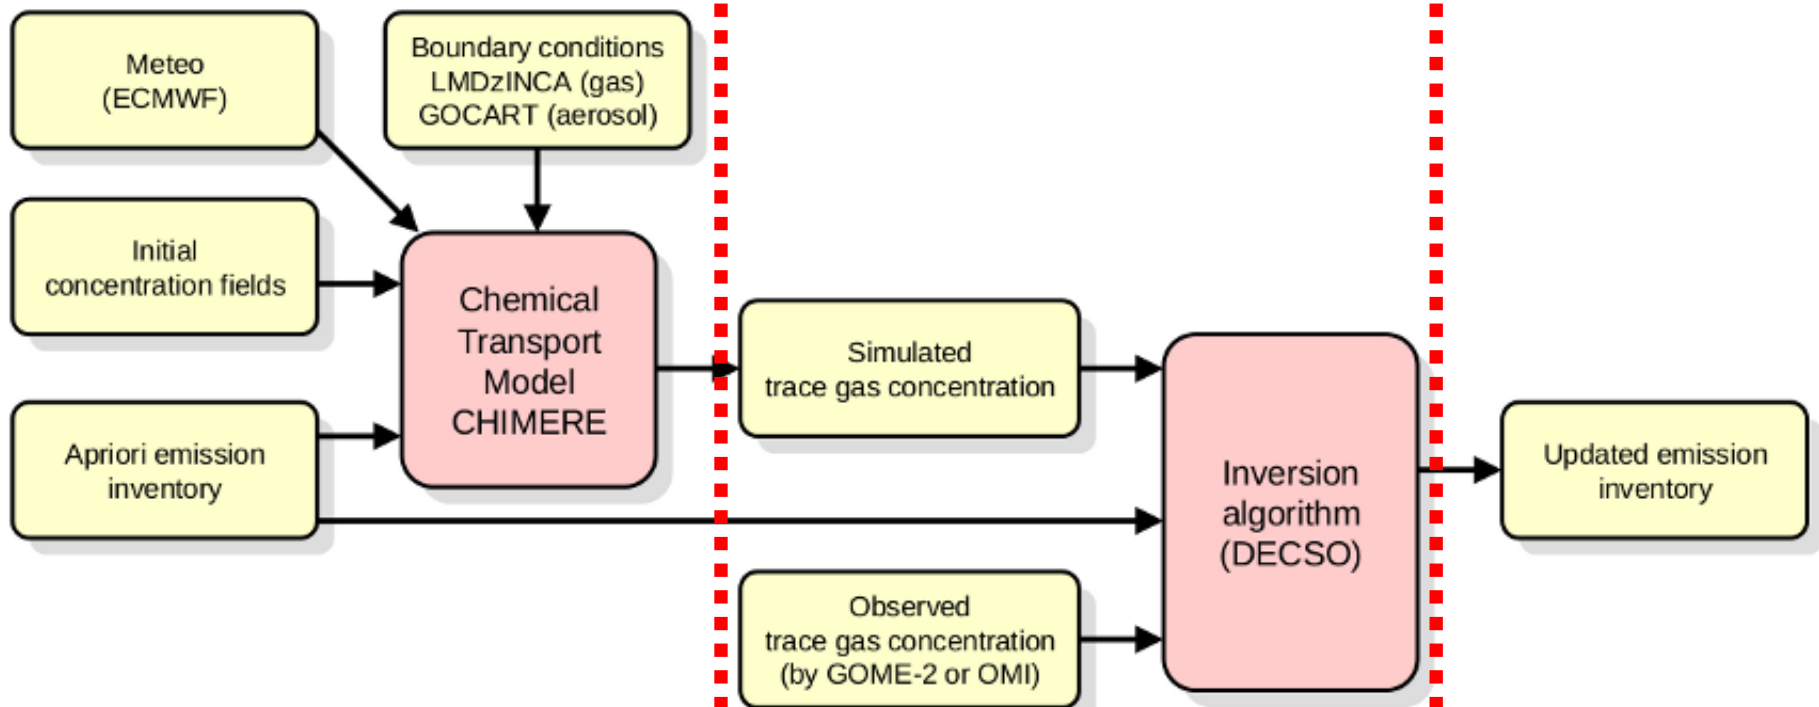 Meteo
(ECMWF)
Boundary conditions
LMDzINCA (gas)
GOCART (aerosol)
Initial
concentration fields
Chemical
Transport
Model
CHIMERE
Apriori emission
inventory
Simulated
trace gas concentration
Observed
trace gas concentration
(by GOME-2 or OMI)
Inversion
algorithm
(DECSO)
Updated emission
inventory